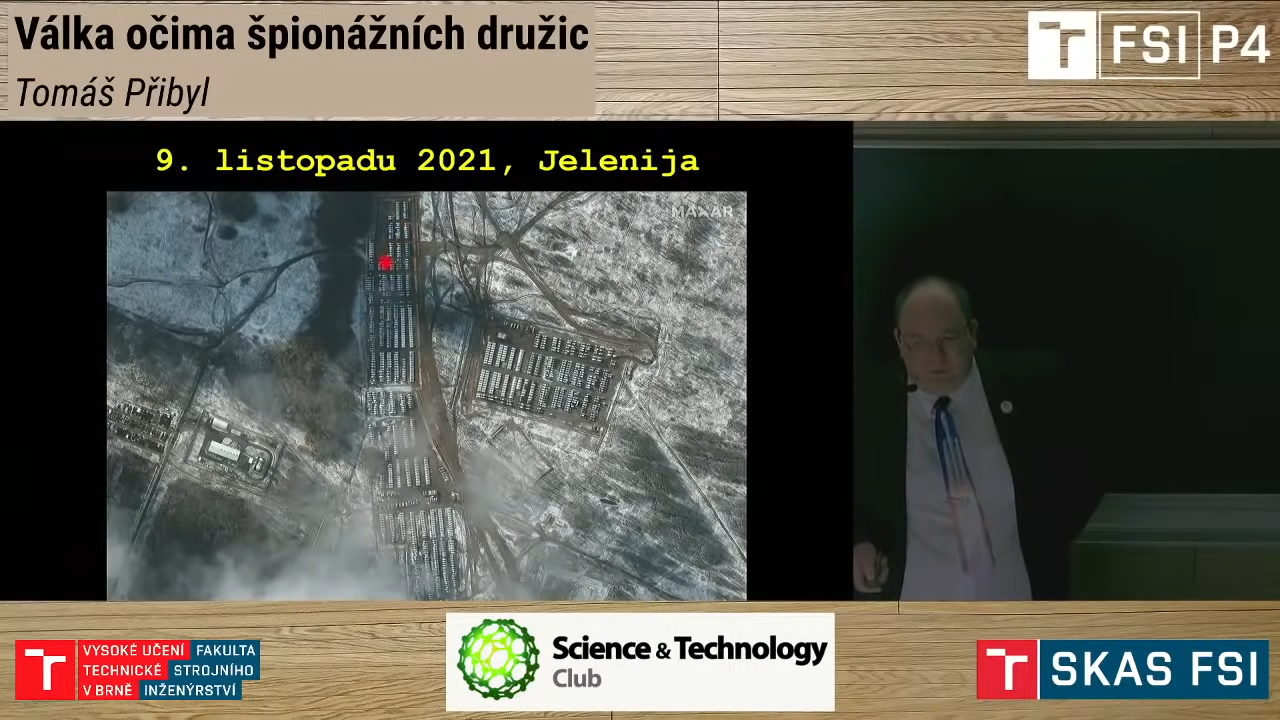 Válka očima špionážních družic
Tomáš Přibyl
FSI P4
9. listopadu 2021, Jelenija
MAXAR
VYSOKÉ UČENÍ FAKULTA
TECHNICKÉ STROJNÍHO
V BRNĚ INŽENÝRSTVÍ
Science & Technology
Club
SKAS FSI